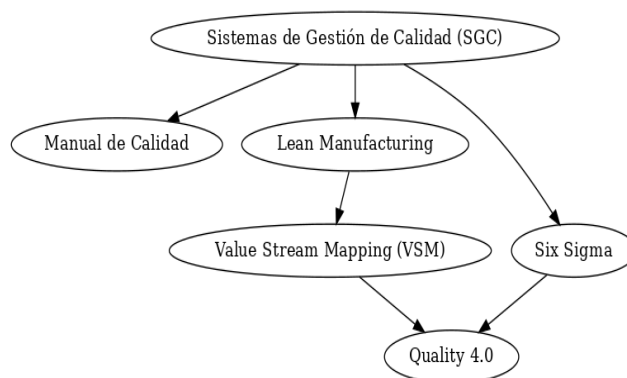 Sistemas de Gestión de Calidad (SGC)
Manual de Calidad
Lean Manufacturing
Value Stream Mapping (VSM)
Six Sigma
Quality 4.0